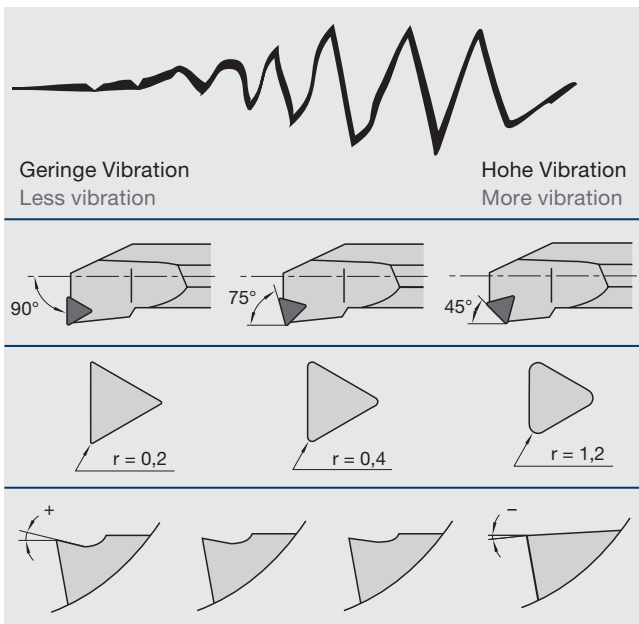 Geringe Vibration
Less vibration
Hohe Vibration
More vibration
90°
75°
45°
r = 0,2
r = 0,4
r = 1,2
+
–